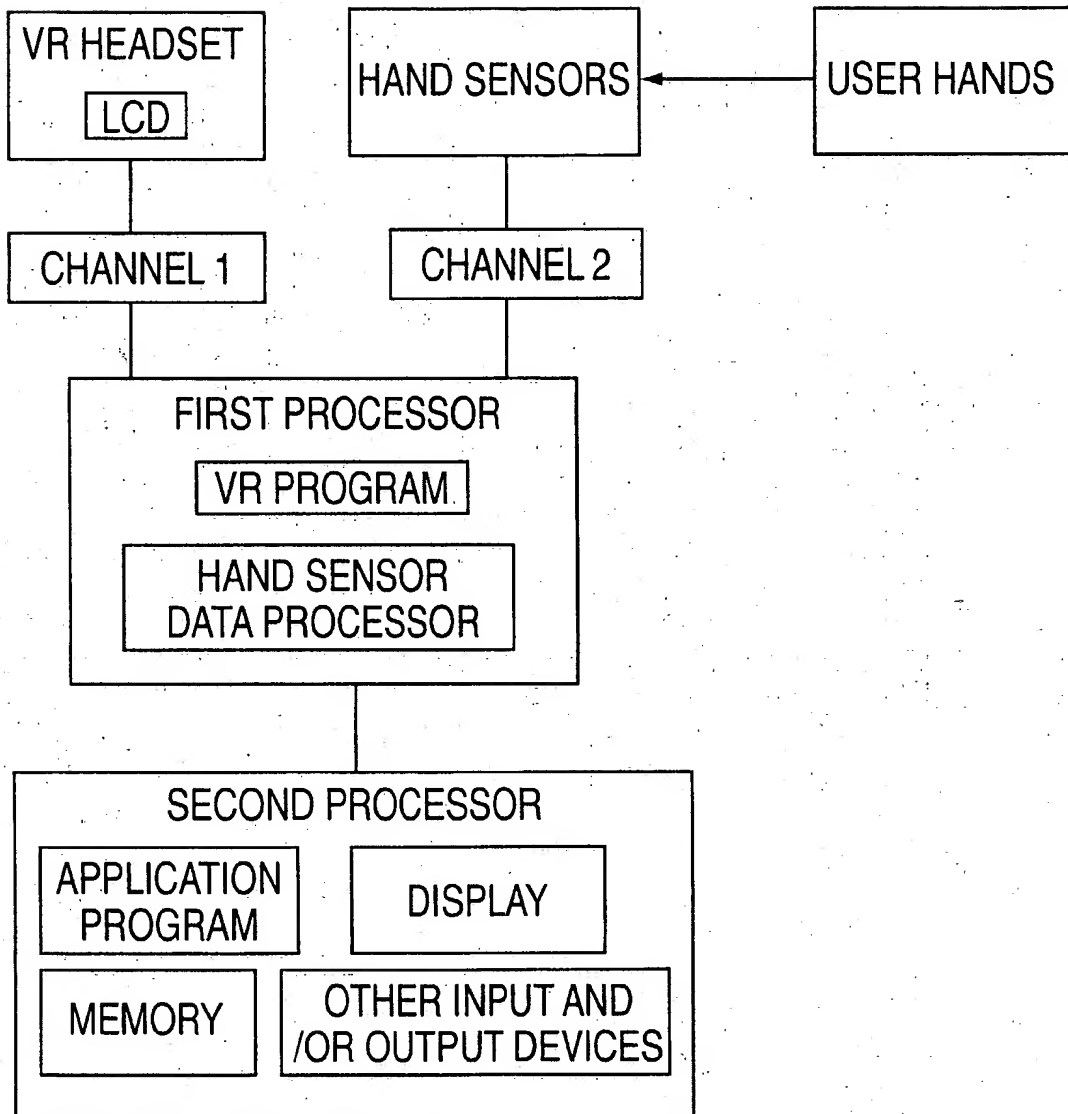 VR HEADSET
LCD
HAND SENSORS
USER HANDS
CHANNEL 1
CHANNEL 2
FIRST PROCESSOR
VR PROGRAM
HAND SENSOR
DATA PROCESSOR
SECOND PROCESSOR
APPLICATION
PROGRAM
DISPLAY
MEMORY
OTHER INPUT AND
/OR OUTPUT DEVICES